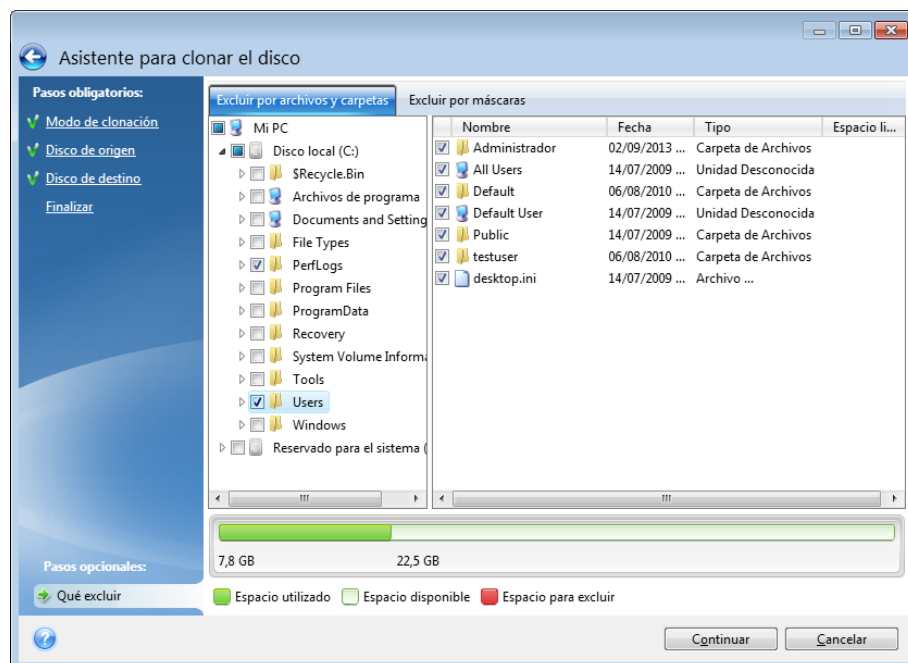 Asistente para clonar el disco
Pasos obligatorios:
Modo de clonación
Disco de origen
Disco de destino
Finalizar
Pasos opcionales:
Qué excluir
Excluir por archivos y carpetas Excluir por máscaras
Mi PC
Disco local (C:)
$Recycle.Bin
Archivos de programa
Documents and Setting
File Types
PerfLogs
Program Files
ProgramData
Recovery
System Volume Informa
Tools
Users
Windows
Reservado para el sistema (
Nombre Fecha Tipo Espacio li...
Administrador 02/09/2013 ... Carpeta de Archivos
All Users 14/07/2009 ... Unidad Desconocida
Default 06/08/2010 ... Carpeta de Archivos
Default User 14/07/2009 ... Unidad Desconocida
Public 14/07/2009 ... Carpeta de Archivos
testuser 06/08/2010 ... Carpeta de Archivos
desktop.ini 14/07/2009 ... Archivo ...
7,8 GB 22,5 GB
Espacio utilizado Espacio disponible Espacio para excluir
Continuar Cancelar